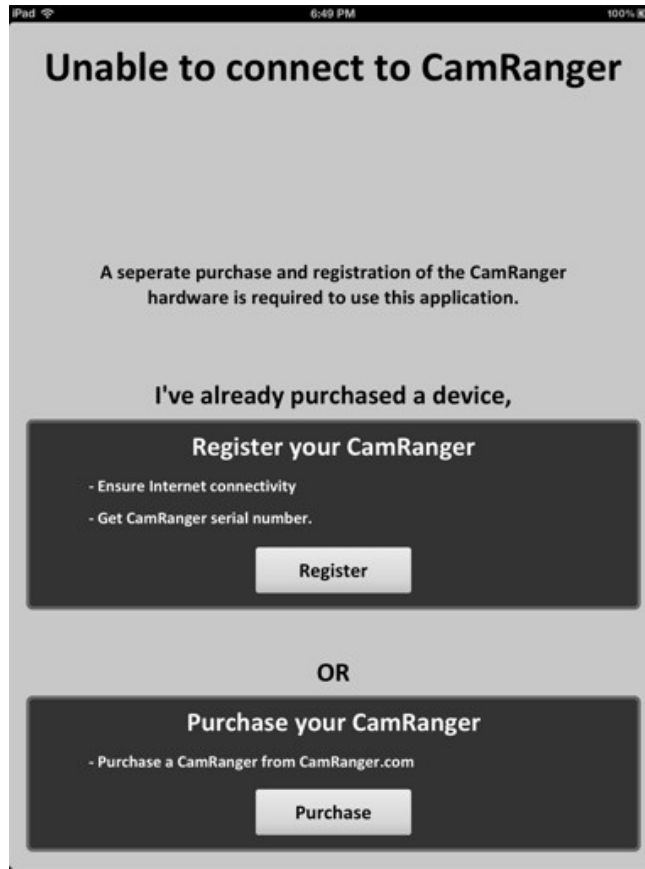 iPad 6:49 PM 100%
Unable to connect to CamRanger
A seperate purchase and registration of the CamRanger
hardware is required to use this application.
I've already purchased a device,
Register your CamRanger
- Ensure Internet connectivity
- Get CamRanger serial number.
Register
OR
Purchase your CamRanger
- Purchase a CamRanger from CamRanger.com
Purchase